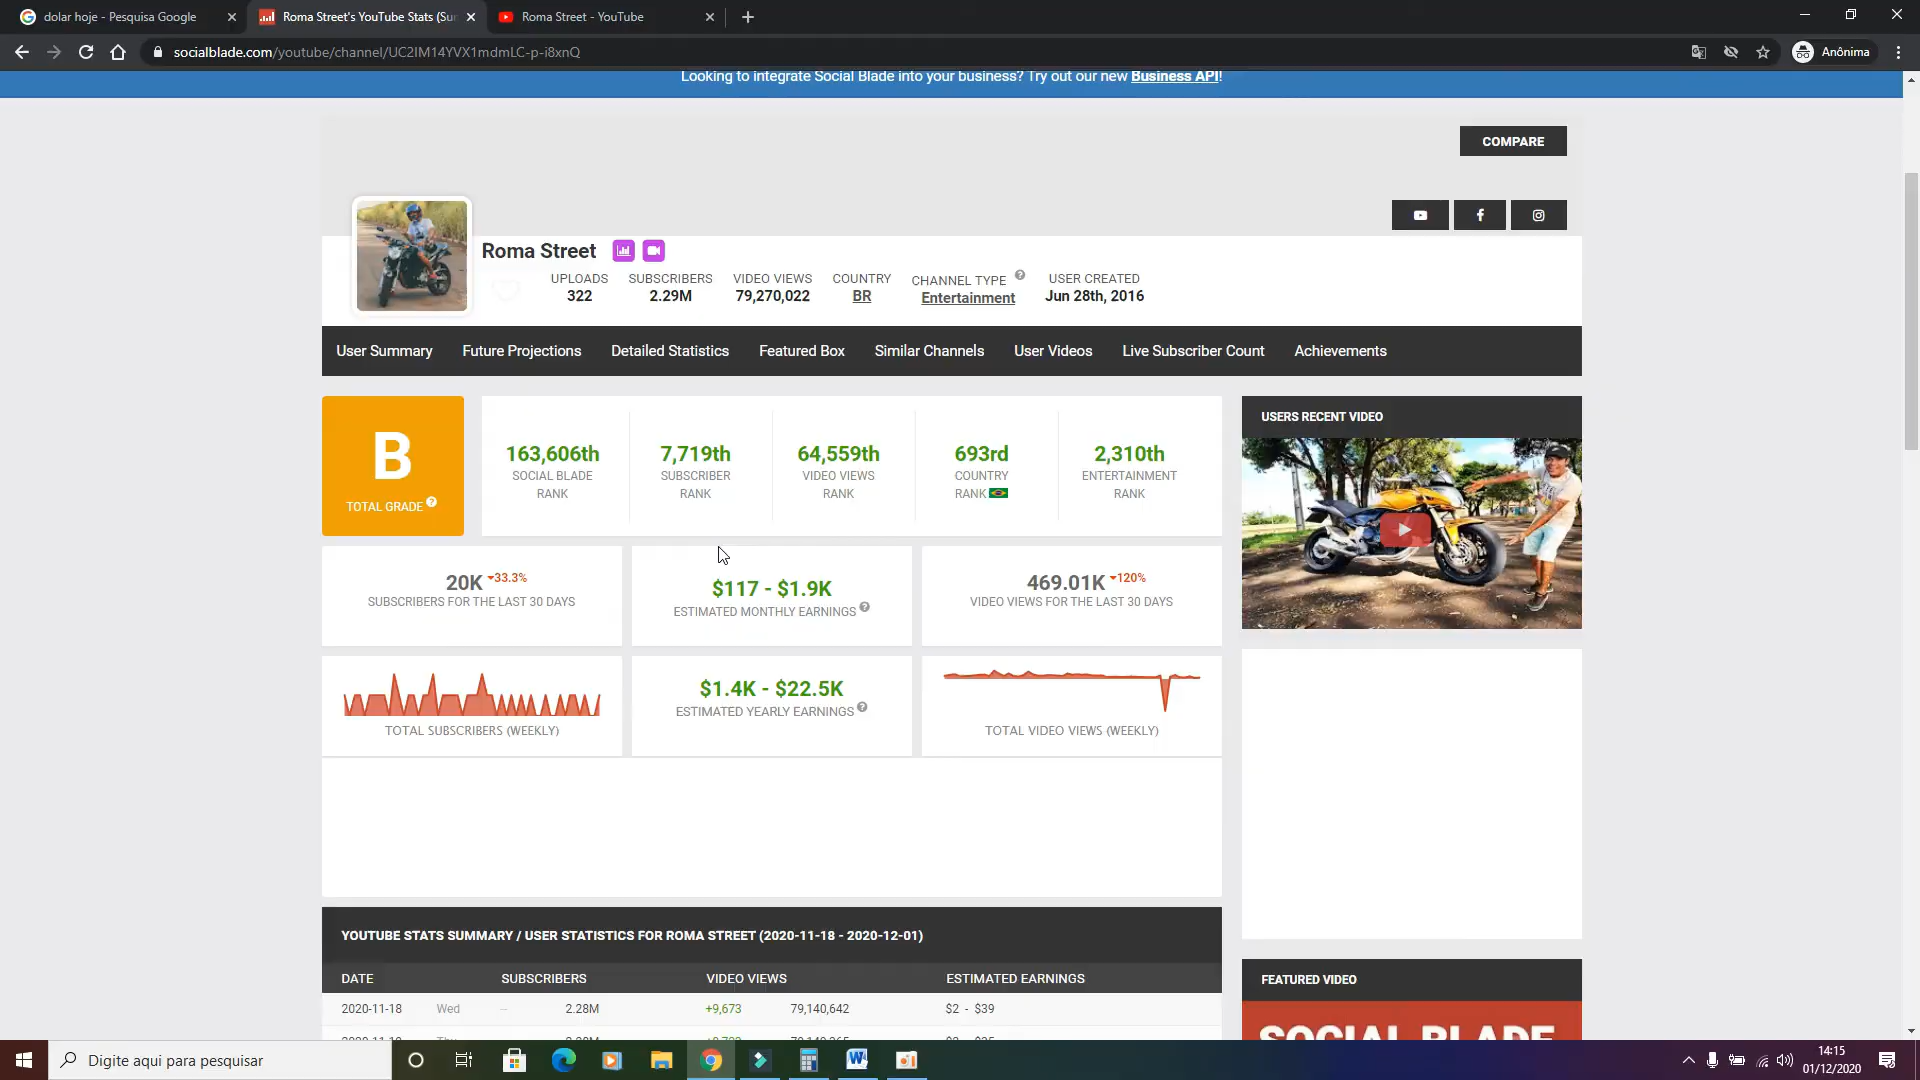 dolar hoje - Pesquisa Google
Roma Street's YouTube Stats (Sum
Roma Street - YouTube
socialblade.com/youtube/channel/UC2IM14YVX1mdmLC-p-i8xnQ
Anônima
Looking to integrate Social Blade into your business? Try out our new Business API!
COMPARE
Roma Street
UPLOADS SUBSCRIBERS VIDEO VIEWS COUNTRY CHANNEL TYPE USER CREATED
322 2.29M 79,270,022 BR Entertainment Jun 28th, 2016
User Summary Future Projections Detailed Statistics Featured Box Similar Channels User Videos Live Subscriber Count Achievements
B
TOTAL GRADE
163,606th
SOCIAL BLADE
RANK
7,719th
SUBSCRIBER
RANK
64,559th
VIDEO VIEWS
RANK
693rd
COUNTRY
RANK
2,310th
ENTERTAINMENT
RANK
USERS RECENT VIDEO
20K 33.3%
SUBSCRIBERS FOR THE LAST 30 DAYS
$117 - $1.9K
ESTIMATED MONTHLY EARNINGS
469.01K 120%
VIDEO VIEWS FOR THE LAST 30 DAYS
TOTAL SUBSCRIBERS (WEEKLY)
$1.4K - $22.5K
ESTIMATED YEARLY EARNINGS
TOTAL VIDEO VIEWS (WEEKLY)
YOUTUBE STATS SUMMARY / USER STATISTICS FOR ROMA STREET (2020-11-18 - 2020-12-01)
DATE SUBSCRIBERS VIDEO VIEWS ESTIMATED EARNINGS
2020-11-18 Wed -- 2.28M +9,673 79,140,642 $2 - $39
FEATURED VIDEO
SOCIAL BLADE
Digite aqui para pesquisar
14:15
01/12/2020